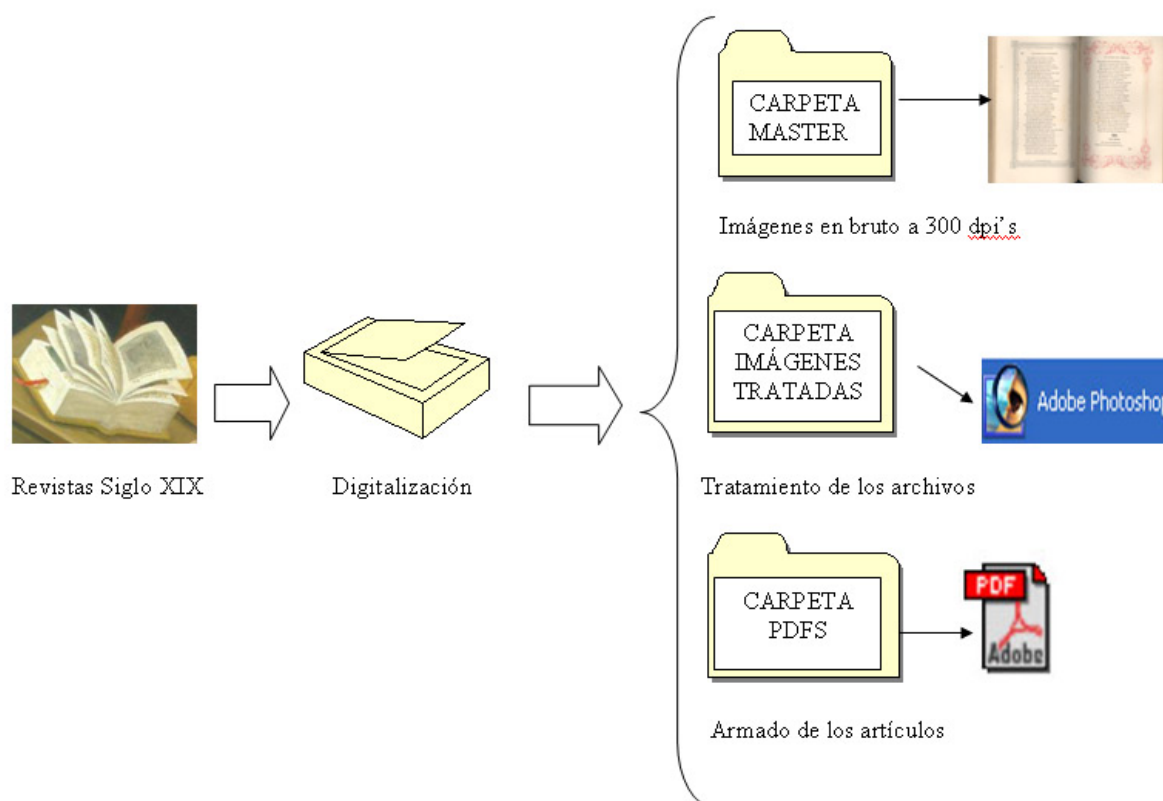 CARPETA
MASTER
Imágenes en bruto a 300 dpi's
CARPETA
IMÁGENES
TRATADAS
Adobe Photoshop
Revistas Siglo XIX
Digitalización
Tratamiento de los archivos
CARPETA
PDFS
PDF
Adobe
Armado de los artículos